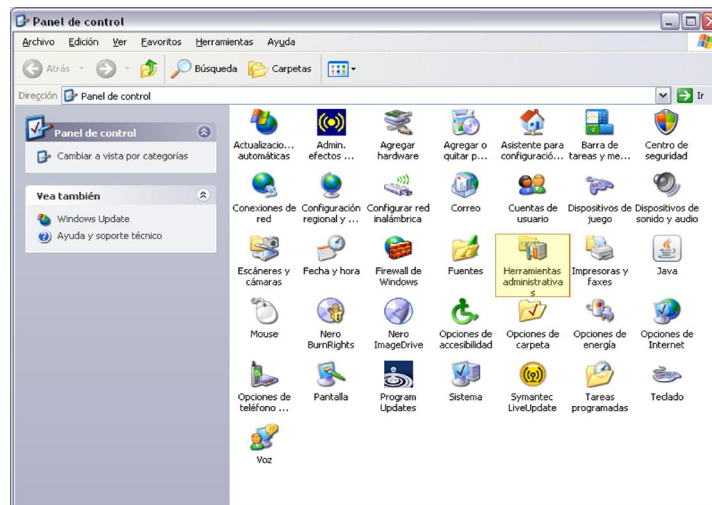 Panel de control
Archivo Edición Ver Favoritos Herramientas Ayuda
Atrás Búsqueda Carpetas
Dirección Panel de control Ir
Panel de control
Cambiar a vista por categorías
Vea también
Windows Update
Ayuda y soporte técnico
Actualizacio... automáticas
Admin. efectos ...
Agregar hardware
Agregar o quitar p...
Asistente para configuració...
Barra de tareas y me...
Centro de seguridad
Conexiones de red
Configuración regional y ...
Configurar red inalámbrica
Correo
Cuentas de usuario
Dispositivos de juego
Dispositivos de sonido y audio
Escáneres y cámaras
Fecha y hora
Firewall de Windows
Fuentes
Herramientas administrativas
Impresoras y faxes
Java
Mouse
Nero BurnRights
Nero ImageDrive
Opciones de accesibilidad
Opciones de carpeta
Opciones de energía
Opciones de Internet
Opciones de teléfono ...
Pantalla
Program Updates
Sistema
Symantec LiveUpdate
Tareas programadas
Teclado
Voz